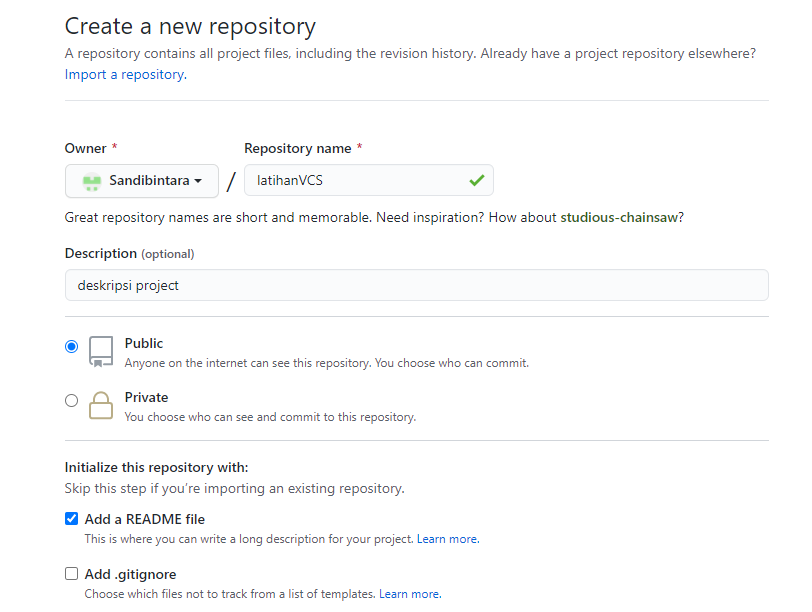 Create a new repository
A repository contains all project files, including the revision history. Already have a project repository elsewhere?
Import a repository.
Owner *
Repository name *
Sandibintara
/
latihanVCS
Great repository names are short and memorable. Need inspiration? How about studious-chainsaw?
Description (optional)
deskripsi project
Public
Anyone on the internet can see this repository. You choose who can commit.
Private
You choose who can see and commit to this repository.
Initialize this repository with:
Skip this step if you’re importing an existing repository.
Add a README file
This is where you can write a long description for your project. Learn more.
Add .gitignore
Choose which files not to track from a list of templates. Learn more.